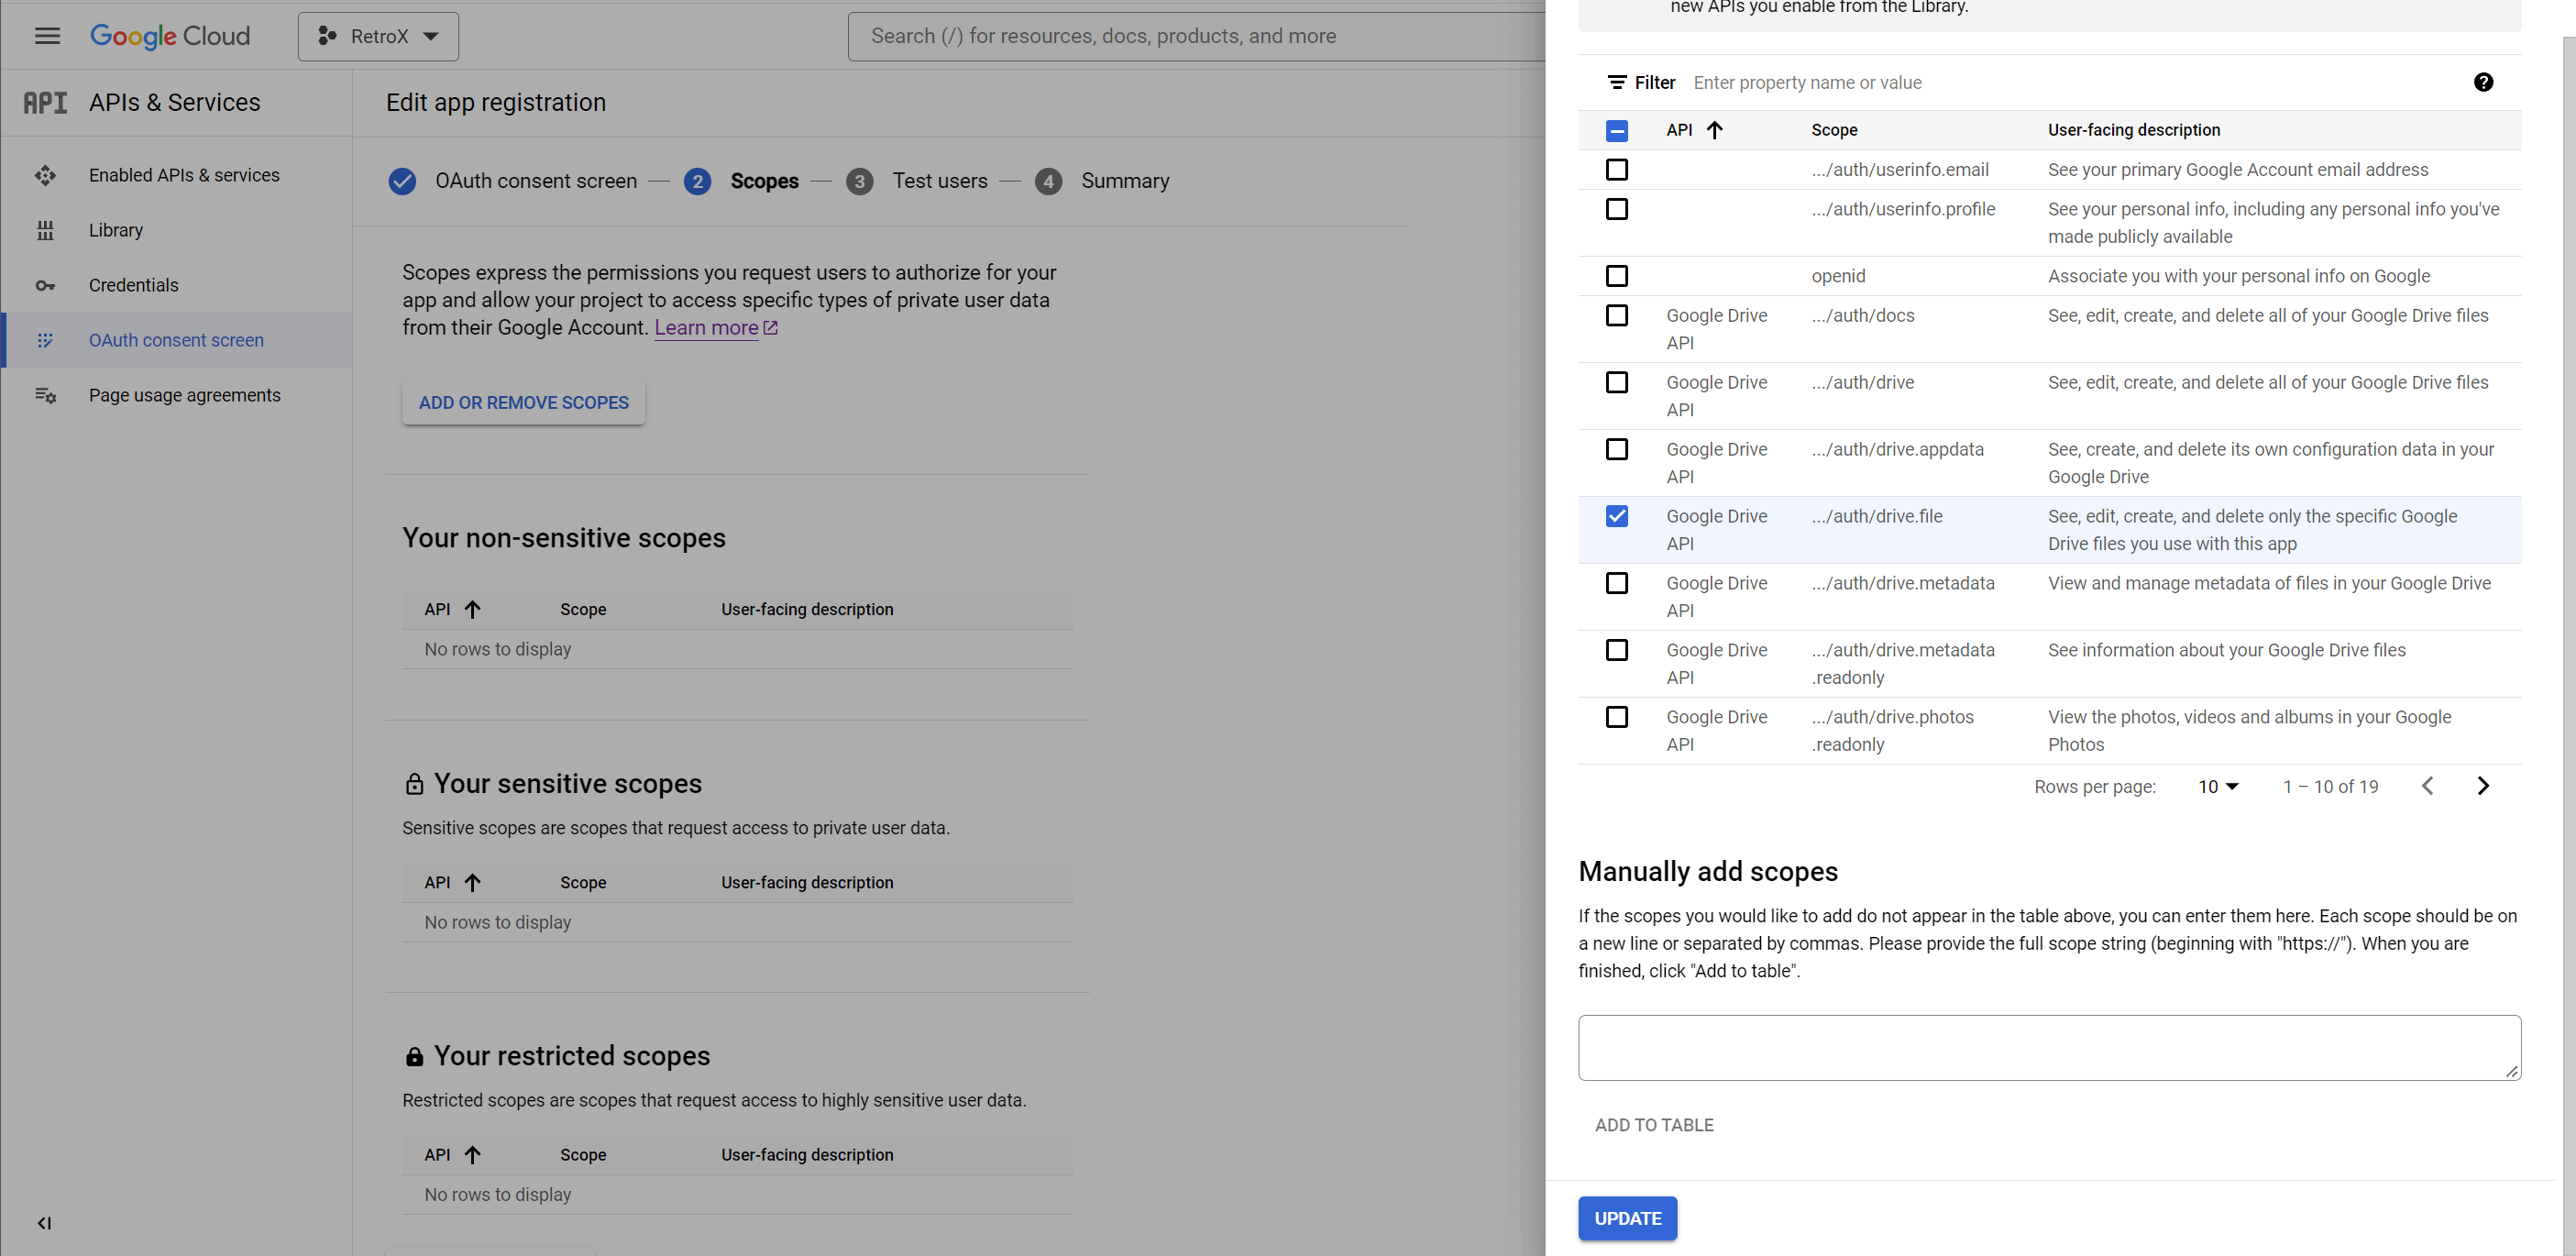 Google Cloud
RetroX
Search (/) for resources, docs, products, and more
API APIs & Services
Enabled APIs & services
Library
Credentials
OAuth consent screen
Page usage agreements
Edit app registration
OAuth consent screen
2 Scopes
3 Test users
4 Summary
Scopes express the permissions you request users to authorize for your
app and allow your project to access specific types of private user data
from their Google Account. Learn more
ADD OR REMOVE SCOPES
Your non-sensitive scopes
API Scope User-facing description
No rows to display
Your sensitive scopes
Sensitive scopes are scopes that request access to private user data.
API Scope User-facing description
No rows to display
Your restricted scopes
Restricted scopes are scopes that request access to highly sensitive user data.
API Scope User-facing description
No rows to display
new APIs you enable from the Library.
Filter Enter property name or value
API Scope User-facing description
.../auth/userinfo.email See your primary Google Account email address
.../auth/userinfo.profile See your personal info, including any personal info you've
made publicly available
openid Associate you with your personal info on Google
Google Drive .../auth/docs See, edit, create, and delete all of your Google Drive files
API
Google Drive .../auth/drive See, edit, create, and delete all of your Google Drive files
API
Google Drive .../auth/drive.appdata See, create, and delete its own configuration data in your
API Google Drive
Google Drive .../auth/drive.file See, edit, create, and delete only the specific Google
API Drive files you use with this app
Google Drive .../auth/drive.metadata View and manage metadata of files in your Google Drive
API
Google Drive .../auth/drive.metadata See information about your Google Drive files
API .readonly
Google Drive .../auth/drive.photos View the photos, videos and albums in your Google
API .readonly Photos
Rows per page: 10 1 – 10 of 19
Manually add scopes
If the scopes you would like to add do not appear in the table above, you can enter them here. Each scope should be on
a new line or separated by commas. Please provide the full scope string (beginning with "https://"). When you are
finished, click "Add to table".
ADD TO TABLE
UPDATE